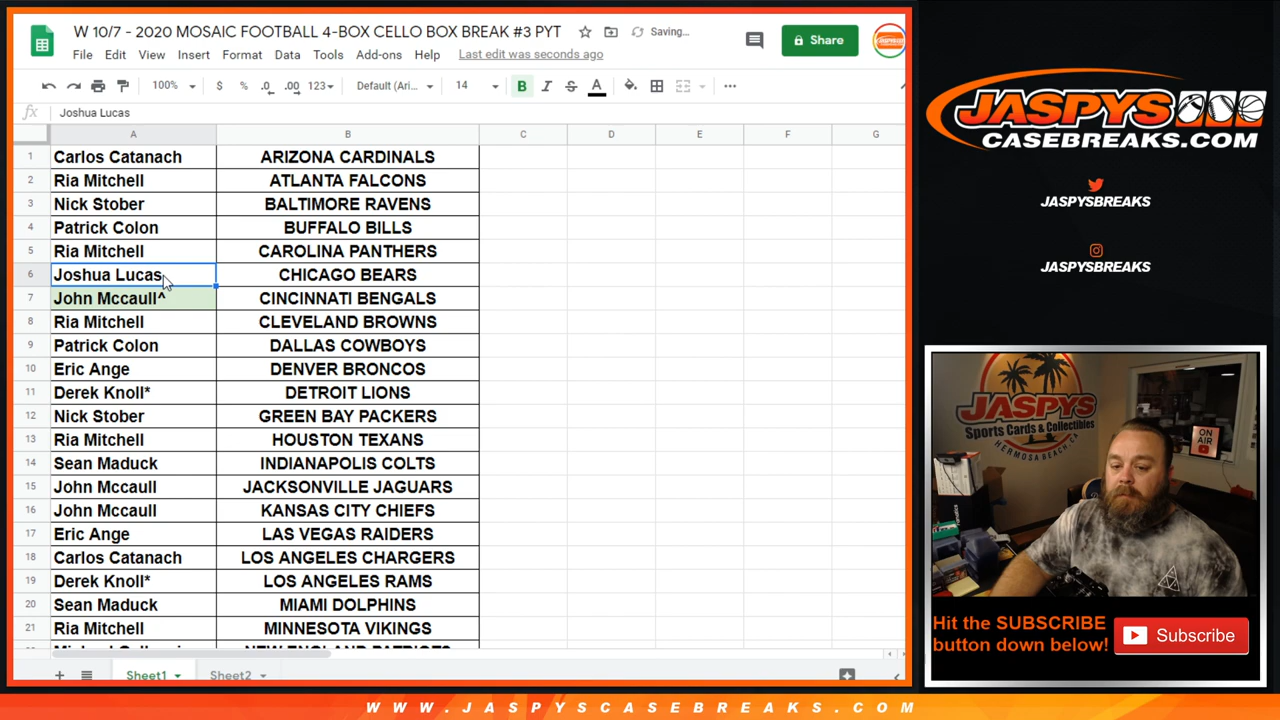 W 10/7 - 2020 MOSAIC FOOTBALL 4-BOX CELLO BOX BREAK #3 PYT
Saving...
Share
File Edit View Insert Format Data Tools Add-ons Help Last edit was seconds ago
100% $ % .0 .00 123 Default (Ari... 14 B I S A
fx Joshua Lucas
A B C D E F G
1 Carlos Catanach ARIZONA CARDINALS
2 Ria Mitchell ATLANTA FALCONS
3 Nick Stober BALTIMORE RAVENS
4 Patrick Colon BUFFALO BILLS
5 Ria Mitchell CAROLINA PANTHERS
6 Joshua Lucas CHICAGO BEARS
7 John Mccaull^ CINCINNATI BENGALS
8 Ria Mitchell CLEVELAND BROWNS
9 Patrick Colon DALLAS COWBOYS
10 Eric Ange DENVER BRONCOS
11 Derek Knoll* DETROIT LIONS
12 Nick Stober GREEN BAY PACKERS
13 Ria Mitchell HOUSTON TEXANS
14 Sean Maduck INDIANAPOLIS COLTS
15 John Mccaull JACKSONVILLE JAGUARS
16 John Mccaull KANSAS CITY CHIEFS
17 Eric Ange LAS VEGAS RAIDERS
18 Carlos Catanach LOS ANGELES CHARGERS
19 Derek Knoll* LOS ANGELES RAMS
20 Sean Maduck MIAMI DOLPHINS
21 Ria Mitchell MINNESOTA VIKINGS
NEW ENGLAND PATRIOTS
Sheet1 Sheet2
JASPYS
CASEBREAKS.COM
JASPYSBREAKS
JASPYSBREAKS
JASPYS
Sports Cards & Collectibles
HERMOSA BEACH, CA
ON AIR
Hit the SUBSCRIBE
button down below!
Subscribe
WWW.JASPYSCASEBREAKS.COM